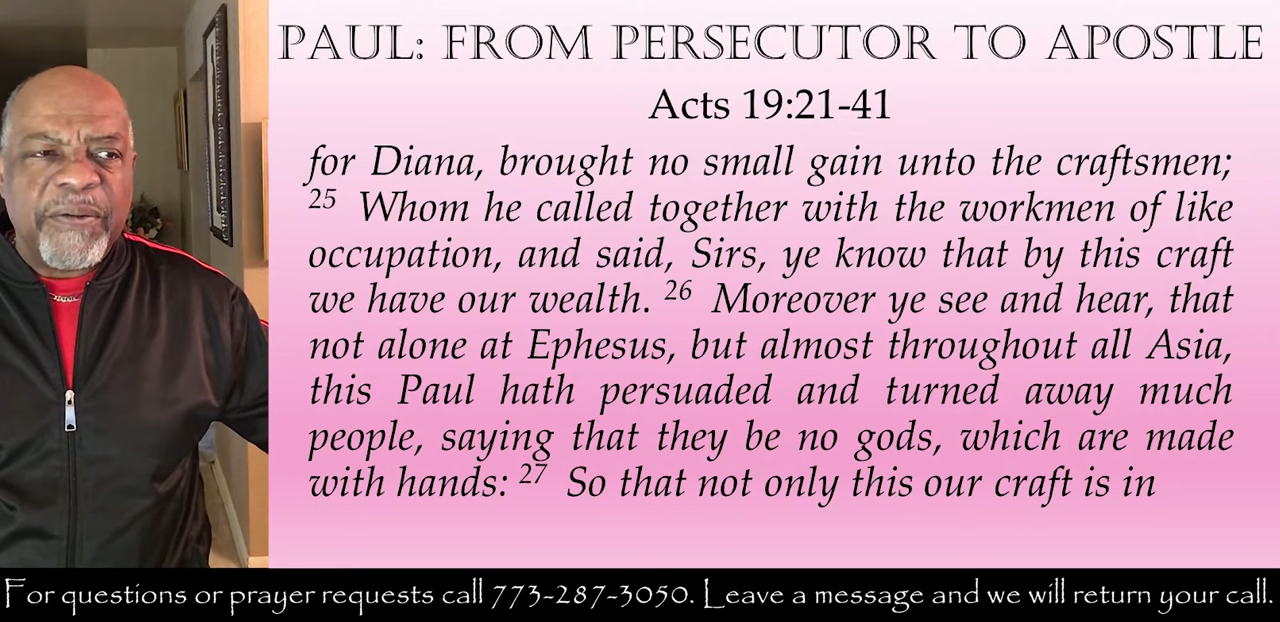 PAUL: FROM PERSECUTOR TO APOSTLE
Acts 19:21-41
for Diana, brought no small gain unto the craftsmen;
25 Whom he called together with the workmen of like
occupation, and said, Sirs, ye know that by this craft
we have our wealth. 26 Moreover ye see and hear, that
not alone at Ephesus, but almost throughout all Asia,
this Paul hath persuaded and turned away much
people, saying that they be no gods, which are made
with hands: 27 So that not only this our craft is in
For questions or prayer requests call 773-287-3050. Leave a message and we will return your call.